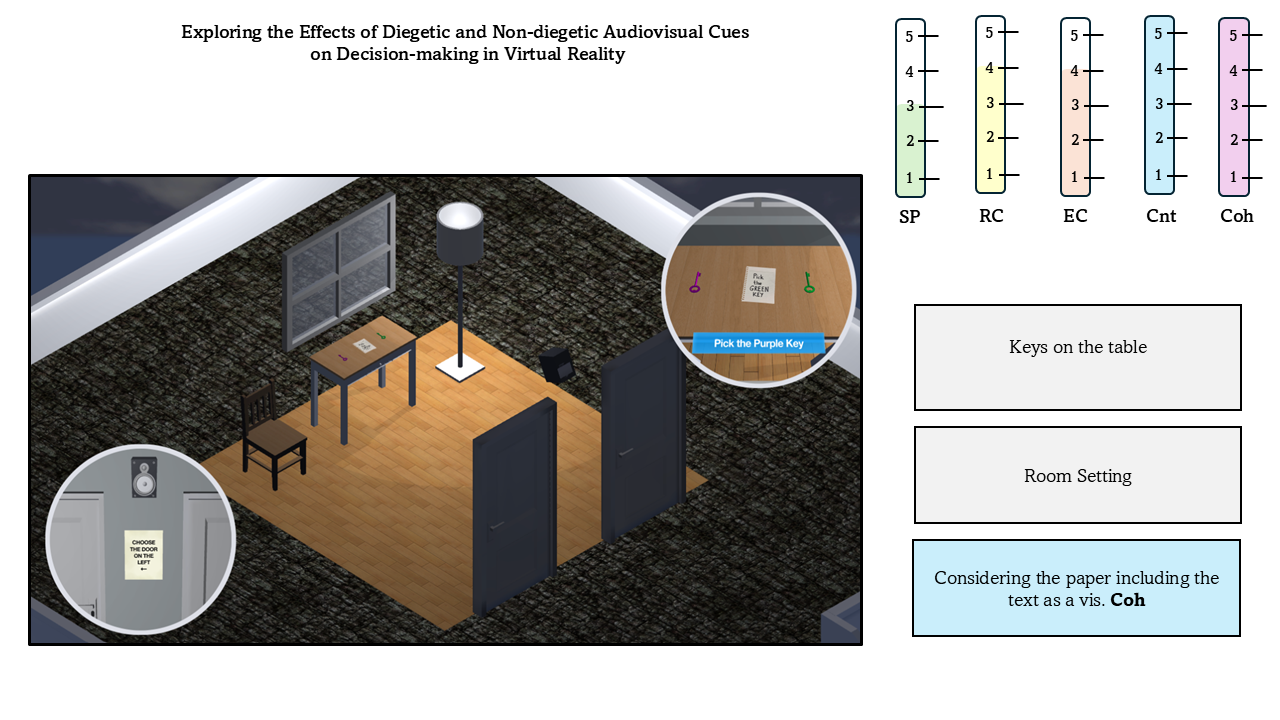 Exploring the Effects of Diegetic and Non-diegetic Audiovisual Cues
on Decision-making in Virtual Reality
5
4
3
2
1
SP
5
4
3
2
1
RC
5
4
3
2
1
EC
5
4
3
2
1
Cnt
5
4
3
2
1
Coh
Pick
the
GREEN
KEY
Pick the Purple Key
CHOOSE
THE DOOR
ON THE
LEFT
←
Keys on the table
Room Setting
Considering the paper including the
text as a vis. Coh